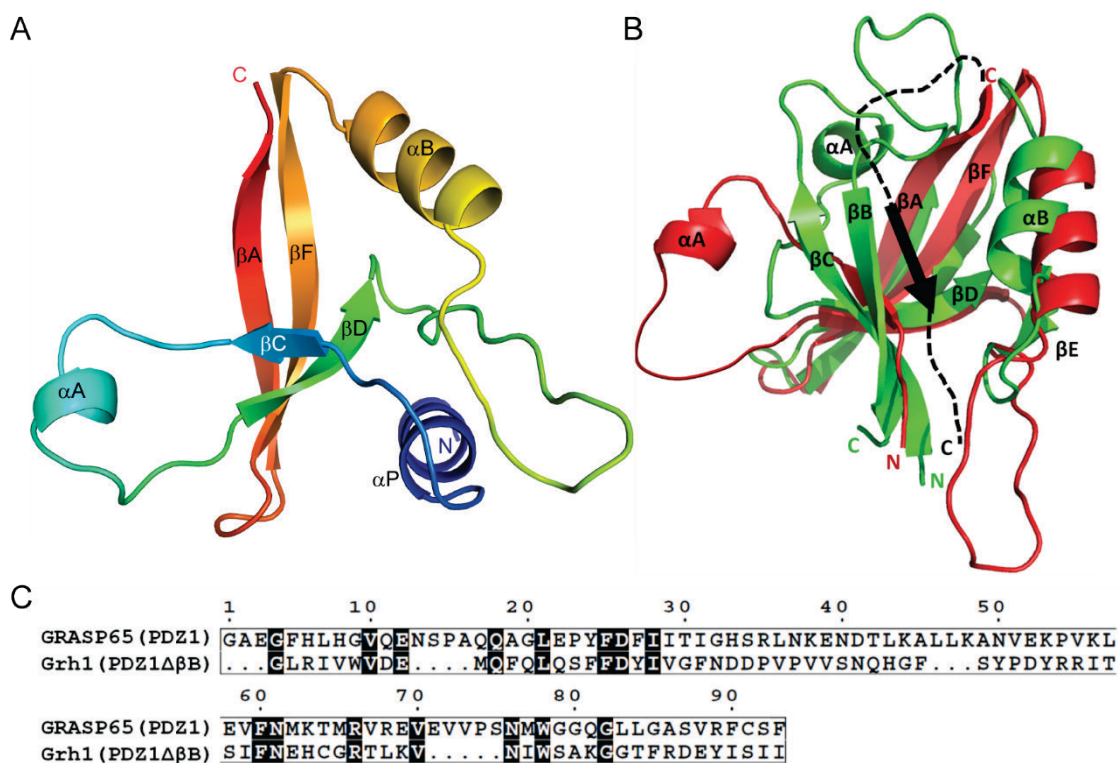 A
C
αB
βA
βF
βD
βC
αA
N
αP
B
C
αA
βF
βA
βB
αB
αA
βC
βD
βE
C
N
C
N
C
1 10 20 30 40 50
GRASP65(PDZ1) GAEGFHLHGVQENSPAQQAGLEPYFDFIITIGHSRLNKENDTLKALLKANVEKPVKL
Grh1(PDZ1ΔβB) ...GLRIVWVDE....MQFQLQSFFDYIVGFNDDPVPVVSNQHGF...SYPDYRRIT
60 70 80 90
GRASP65(PDZ1) EVFNMKTMRVREVEVVPSNMWGGQGLLGASVRFCSF
Grh1(PDZ1ΔβB) SIFNEHCGRTLKV.....NIWSAKGGTFRDEYISII